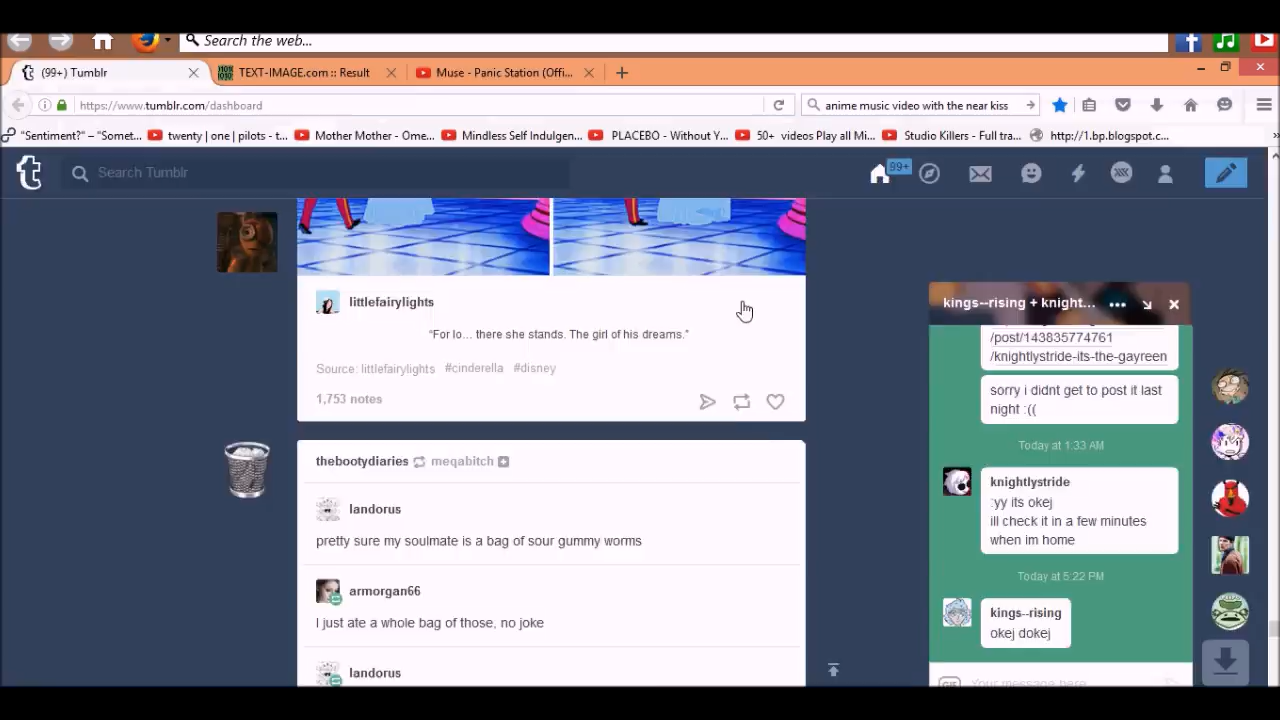 Search the web...
(99+) Tumblr
TEXT-IMAGE.com :: Result
Muse - Panic Station (Offi...
https://www.tumblr.com/dashboard
anime music video with the near kiss
"Sentiment?" – "Somet...
twenty | one | pilots - t...
Mother Mother - Ome...
Mindless Self Indulgen...
PLACEBO - Without Y...
50+ videos Play all Mi...
Studio Killers - Full tra...
http://1.bp.blogspot.c...
Search Tumblr
99+
littlefairylights
“For lo... there she stands. The girl of his dreams.”
Source: littlefairylights #cinderella #disney
1,753 notes
thebootydiaries meqabitch
landorus
pretty sure my soulmate is a bag of sour gummy worms
armorgan66
I just ate a whole bag of those, no joke
landorus
kings--rising + knight...
/post/143835774761
/knightlystride-its-the-gayreen
sorry i didnt get to post it last
night :((
Today at 1:33 AM
knightlystride
:yy its okej
ill check it in a few minutes
when im home
Today at 5:22 PM
kings--rising
okej dokej
GIF
Your message here